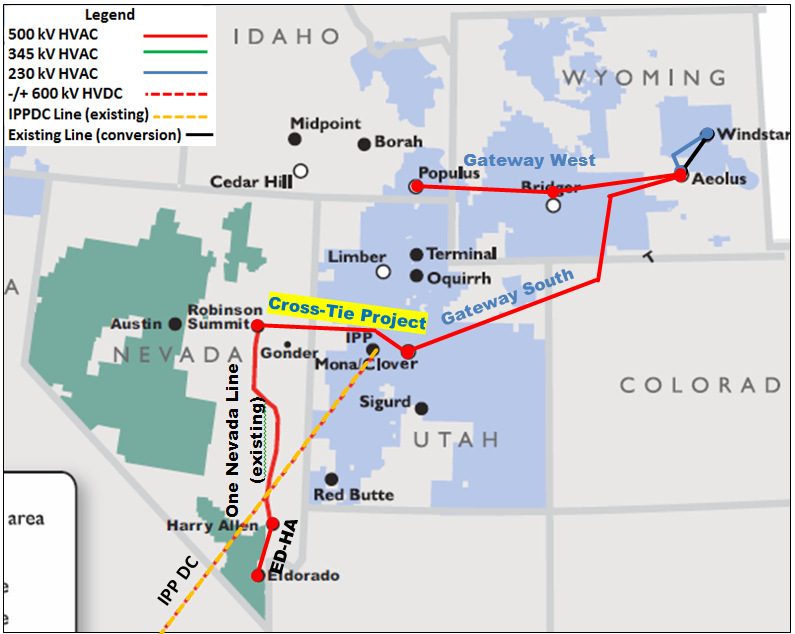 Legend
500 kV HVAC
345 kV HVAC
230 kV HVAC
-/+ 600 kV HVDC
IPPDC Line (existing)
Existing Line (conversion)
IDAHO
WYOMING
Midpoint
Borah
Windstar
Cedar Hill
Populus
Gateway West
Bridger
Aeolus
Limber
Terminal
Oquirrh
A
Gateway South
Cross-Tie Project
Robinson
Summit
Austin
NEVADA
Gonder
IPP
Mona/Clover
COLORAD
Sigurd
UTAH
One Nevada Line
(existing)
Red Butte
area
Harry Allen
ED-HA
IPP DC
Eldorado
e
e